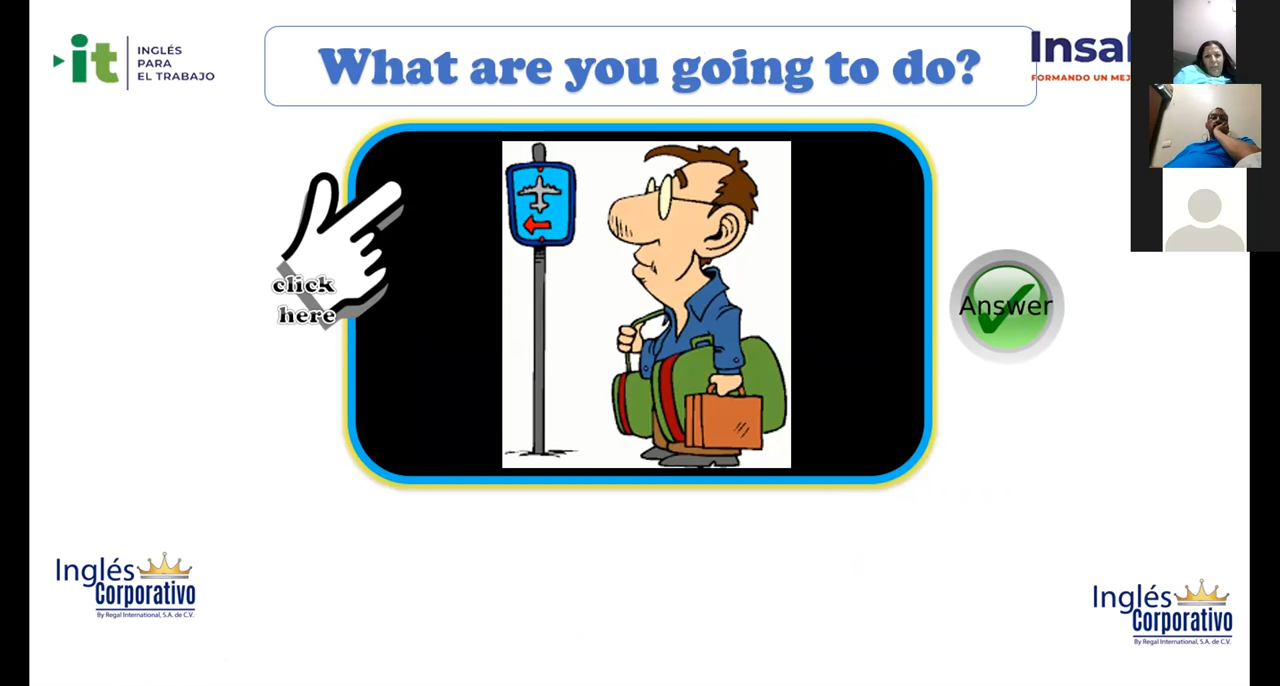 it
INGLÉS
PARA
EL TRABAJO
What are you going to do?
Insaf
FORMANDO UN MEJ
click
here
Answer
Inglés
Corporativo
By Regal International, S.A. de C.V.
Inglés
Corporativo
By Regal International, S.A. de C.V.